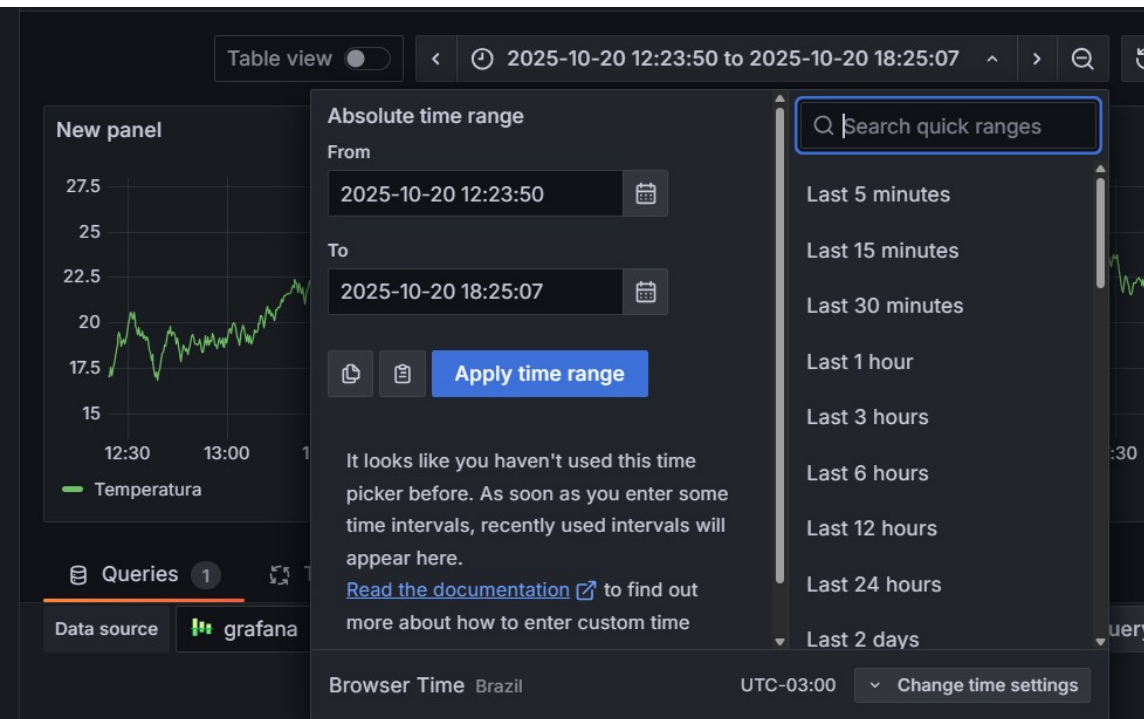 Table view
2025-10-20 12:23:50 to 2025-10-20 18:25:07
New panel
27.5
25
22.5
20
17.5
15
12:30 13:00 1
Temperatura
:30
Absolute time range
From
2025-10-20 12:23:50
To
2025-10-20 18:25:07
Apply time range
It looks like you haven't used this time
picker before. As soon as you enter some
time intervals, recently used intervals will
appear here.
Read the documentation to find out
more about how to enter custom time
Search quick ranges
Last 5 minutes
Last 15 minutes
Last 30 minutes
Last 1 hour
Last 3 hours
Last 6 hours
Last 12 hours
Last 24 hours
Last 2 days
Browser Time Brazil
UTC-03:00
Change time settings
Queries 1
Data source grafana